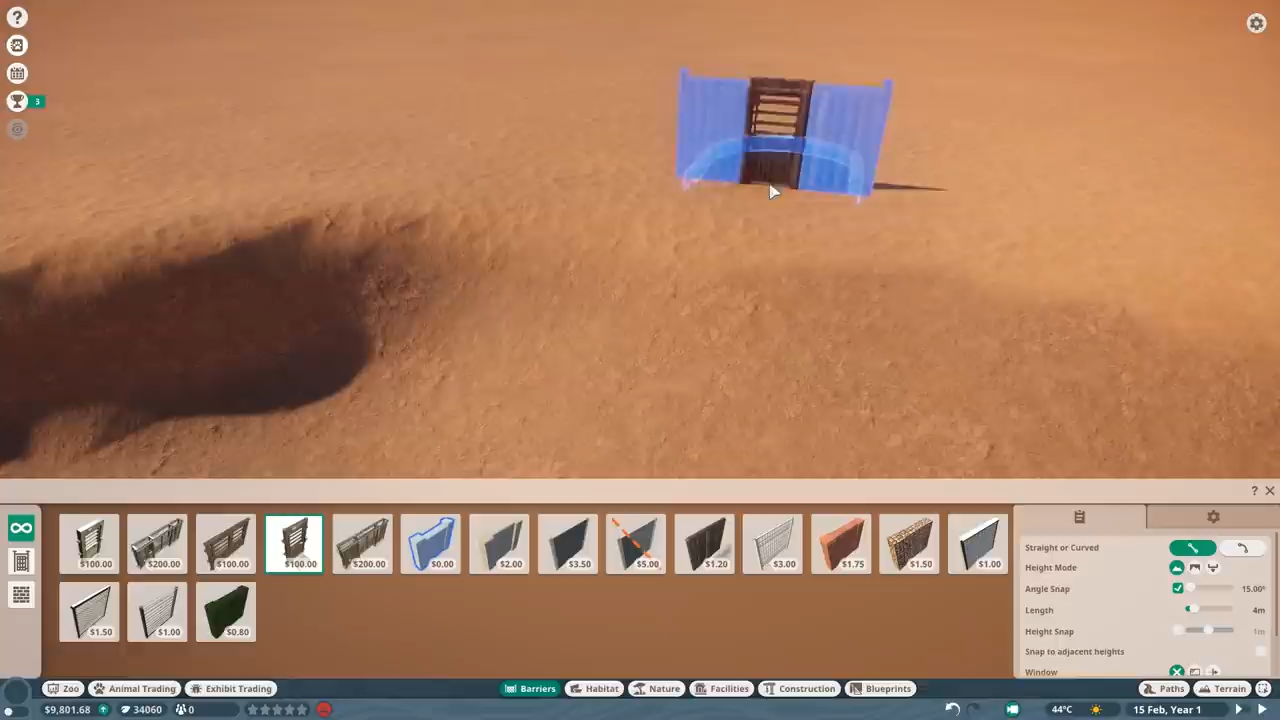 ?
3
? ×
$100.00 $200.00 $100.00 $100.00 $200.00 $0.00 $2.00 $3.50 $5.00 $1.20 $3.00 $1.75 $1.50 $1.00
$1.50 $1.00 $0.80
Straight or Curved
Height Mode
Angle Snap 15.00°
Length 4m
Height Snap 1m
Snap to adjacent heights
Window
Zoo Animal Trading Exhibit Trading Barriers Habitat Nature Facilities Construction Blueprints Paths Terrain
$9,801.68 34060 0 44°C 15 Feb, Year 1